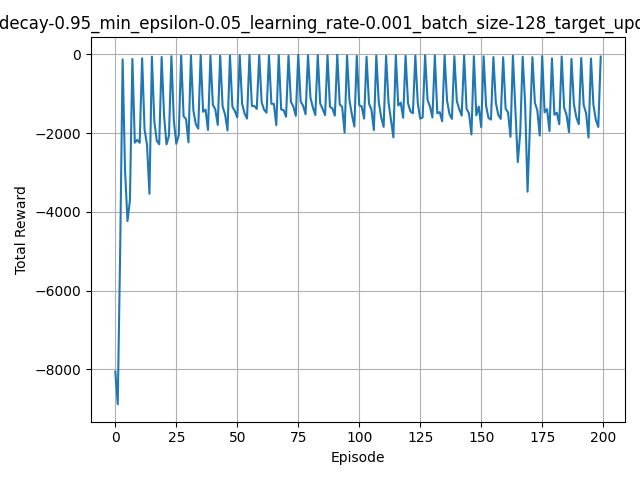 decay-0.95_min_epsilon-0.05_learning_rate-0.001_batch_size-128_target_upd
0
−2000
−4000
−6000
−8000
Total Reward
0 25 50 75 100 125 150 175 200
Episode